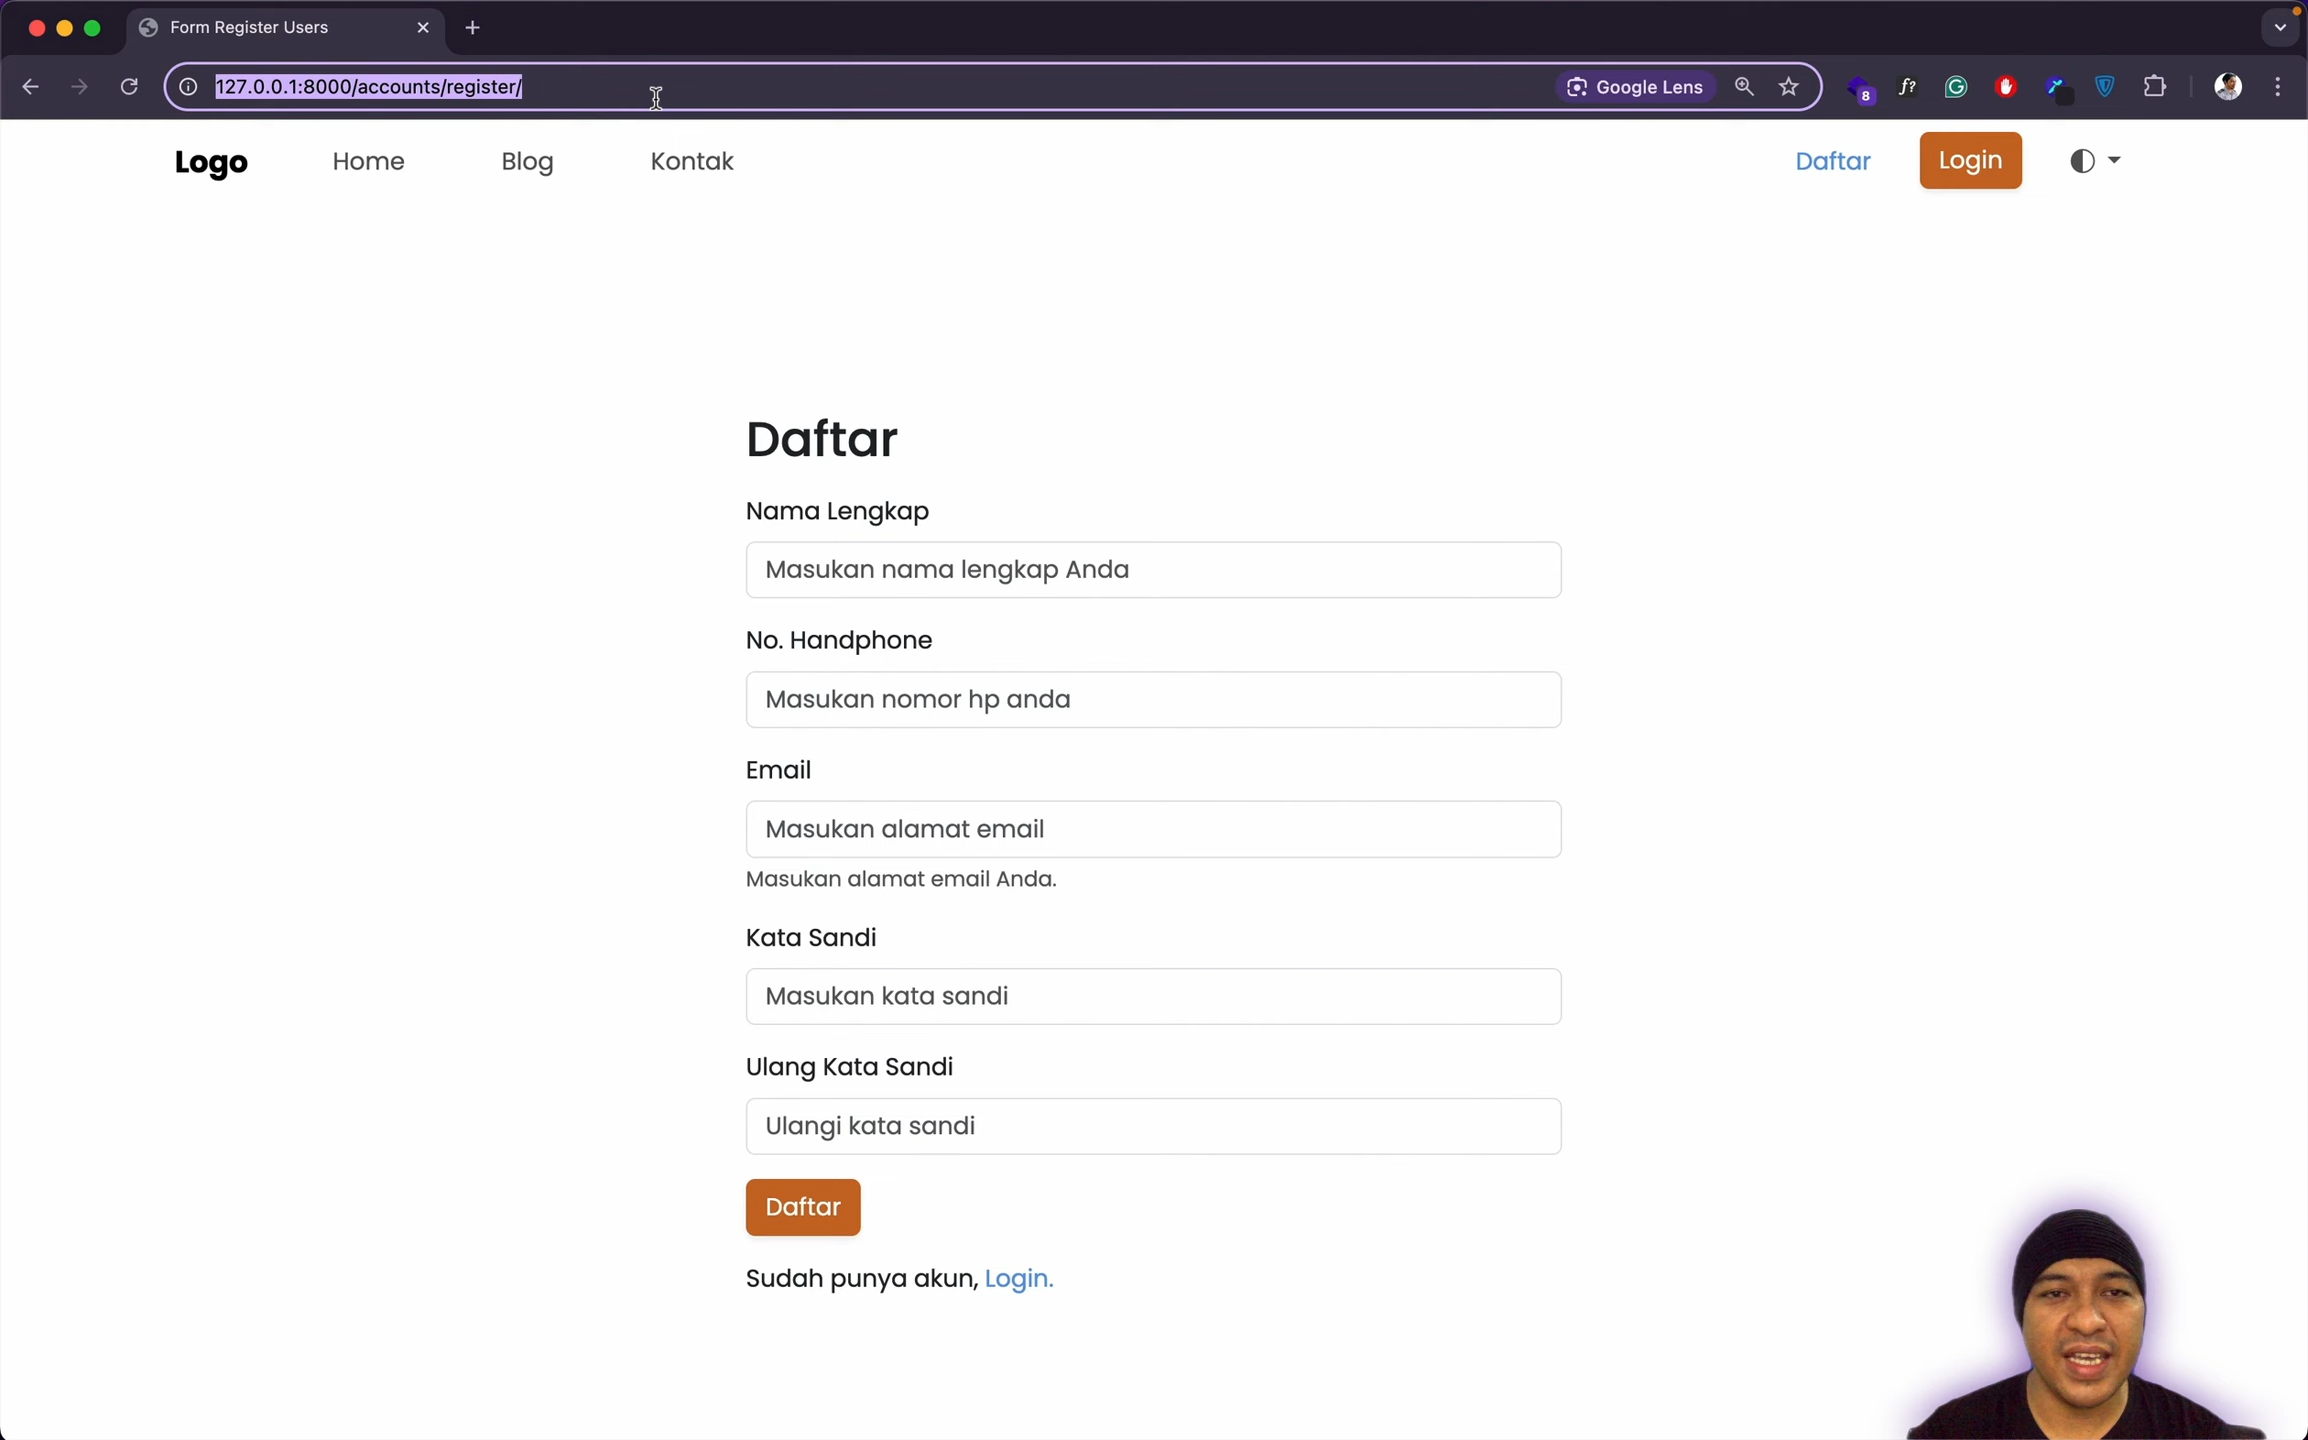 Form Register Users
127.0.0.1:8000/accounts/register/
Google Lens
8
f?
Logo
Home
Blog
Kontak
Daftar
Login
Daftar
Nama Lengkap
Masukan nama lengkap Anda
No. Handphone
Masukan nomor hp anda
Email
Masukan alamat email
Masukan alamat email Anda.
Kata Sandi
Masukan kata sandi
Ulang Kata Sandi
Ulangi kata sandi
Daftar
Sudah punya akun, Login.